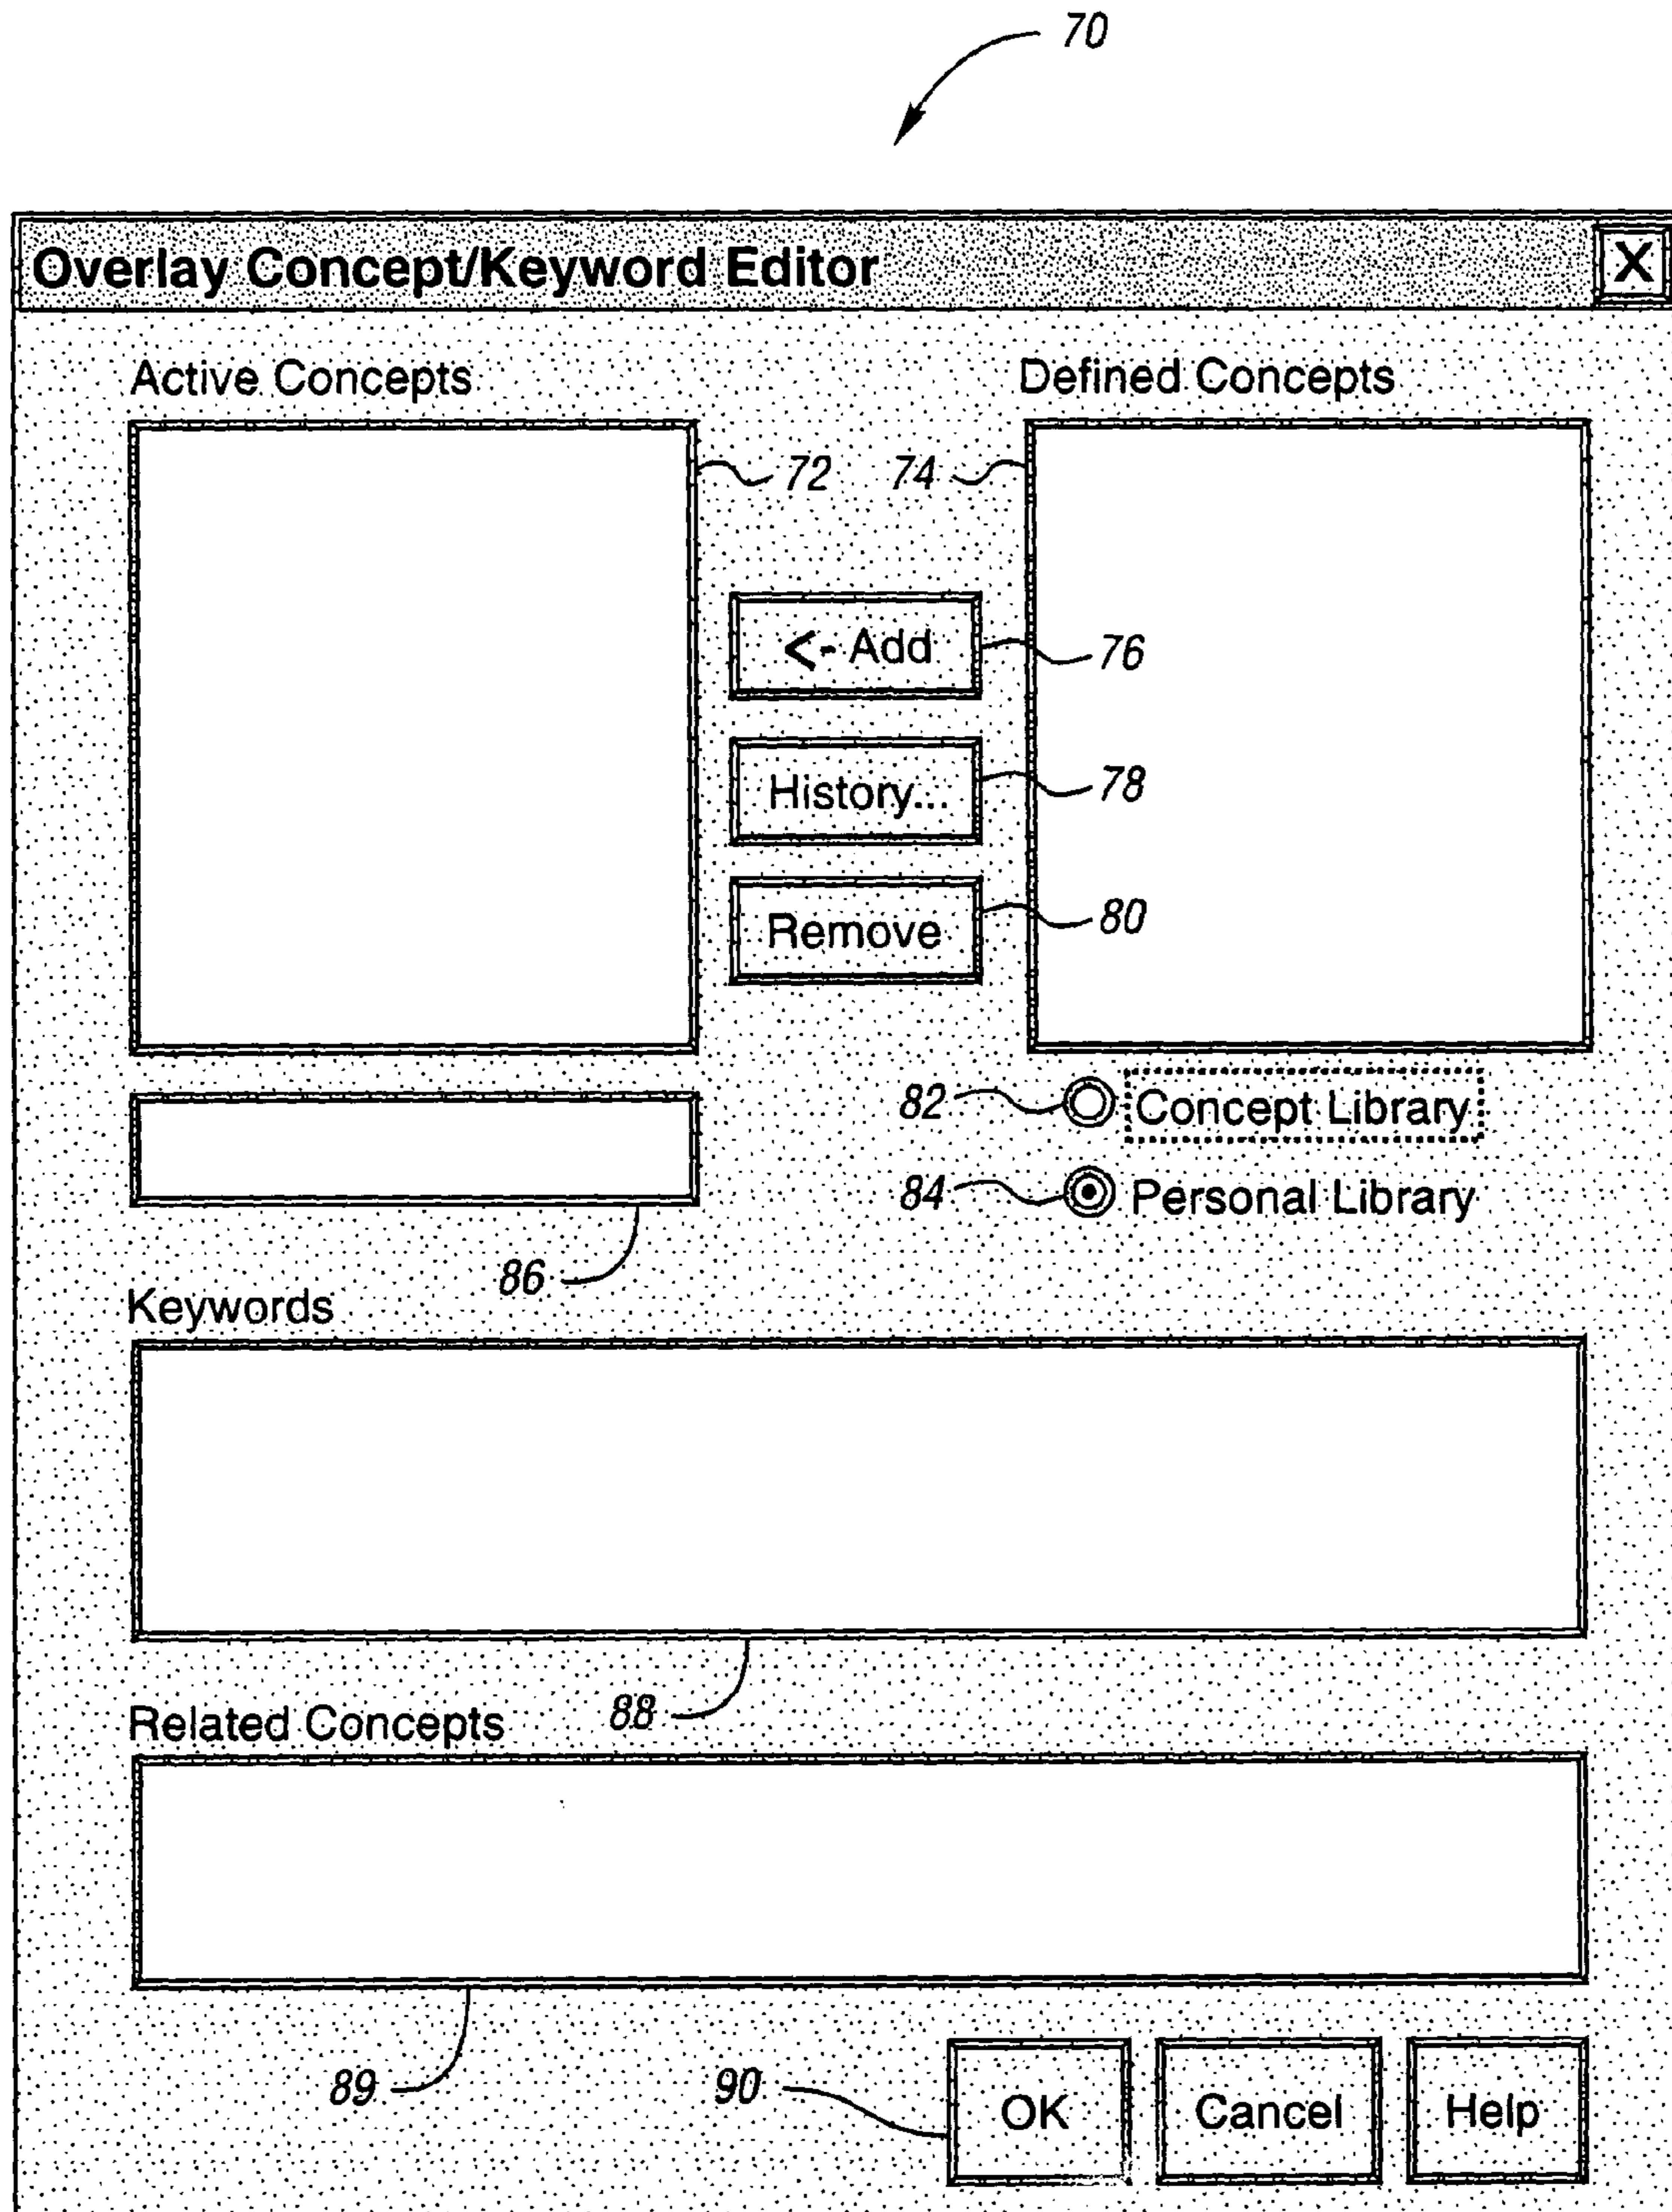 70
Overlay Concept/Keyword Editor X
Active Concepts Defined Concepts
72 74
<- Add 76
History... 78
Remove 80
82 Concept Library
84 Personal Library
86
Keywords
88
Related Concepts
89 90 OK Cancel Help